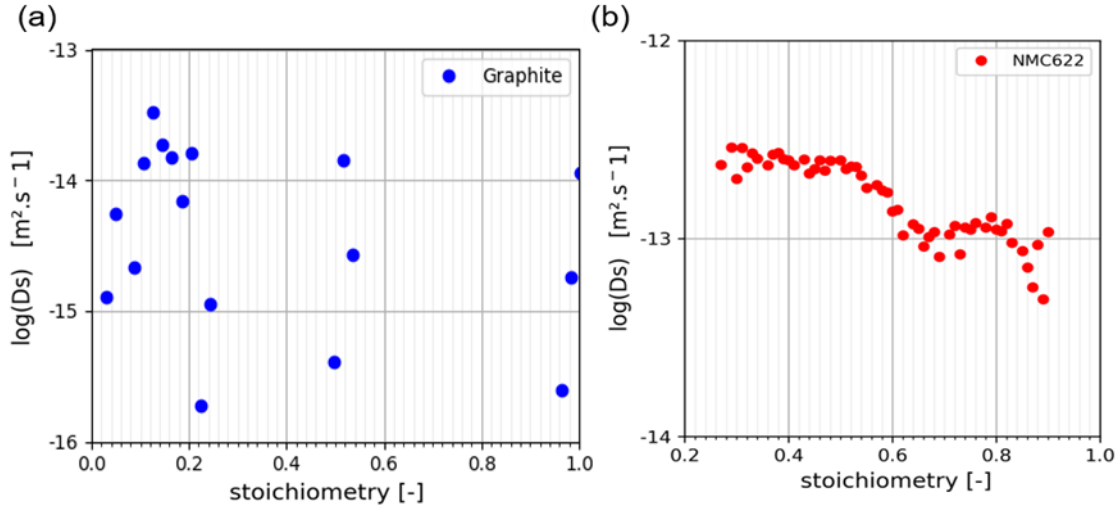 (a)
-13
-14
-15
-16
log(Ds) [m².s−1]
Graphite
0.0 0.2 0.4 0.6 0.8 1.0
stoichiometry [-]
(b)
-12
-13
-14
log(Ds) [m².s−1]
NMC622
0.2 0.4 0.6 0.8 1.0
stoichiometry [-]